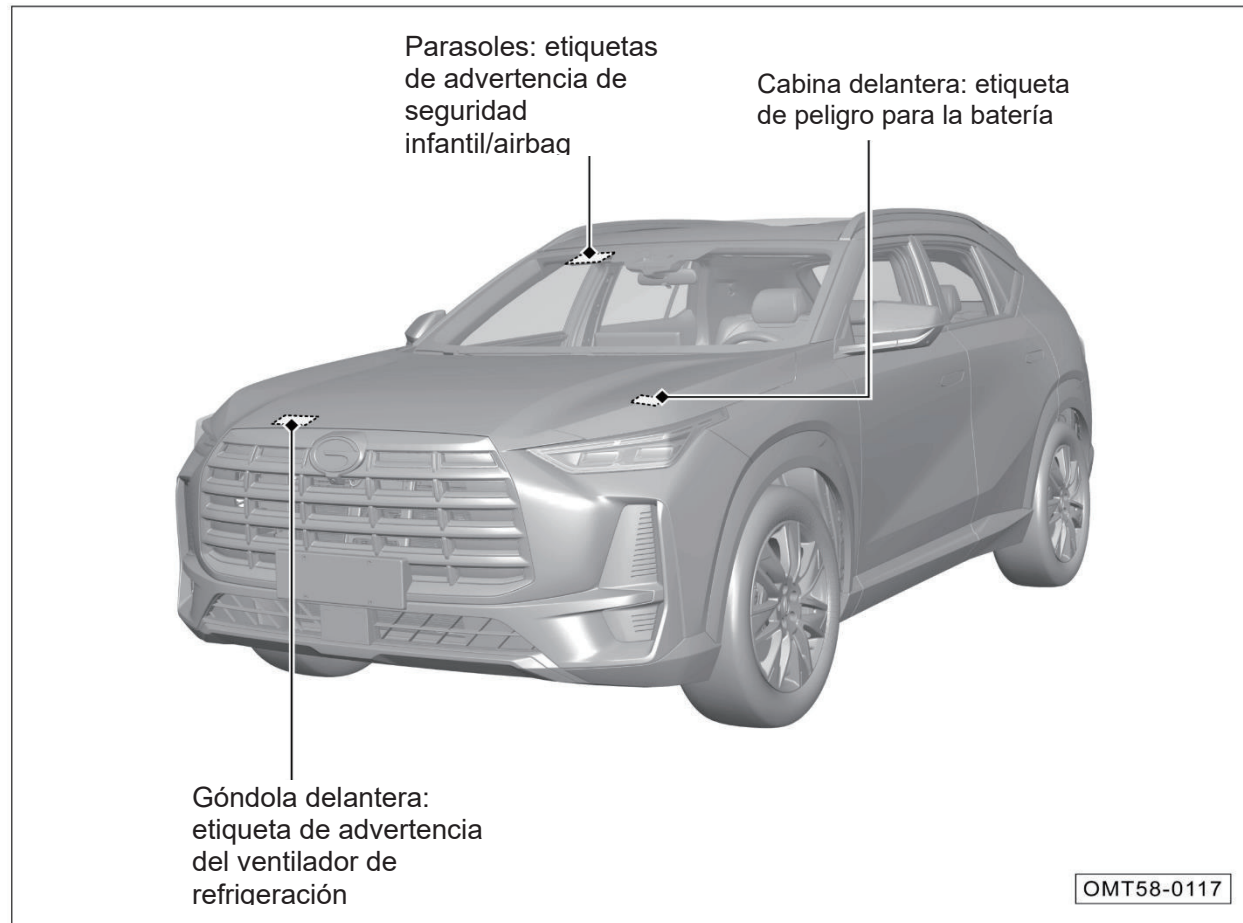 Parasoles: etiquetas
de advertencia de
seguridad
infantil/airbag
Cabina delantera: etiqueta
de peligro para la batería
Góndola delantera:
etiqueta de advertencia
del ventilador de
refrigeración
OMT58-0117